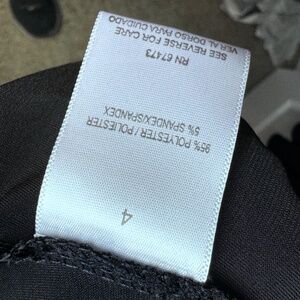 4
95% POLYESTER / POLIESTER
5% SPANDEX/SPANDEX
RN 67473
SEE REVERSE FOR CARE
VER AL DORSO PARA CUIDADO